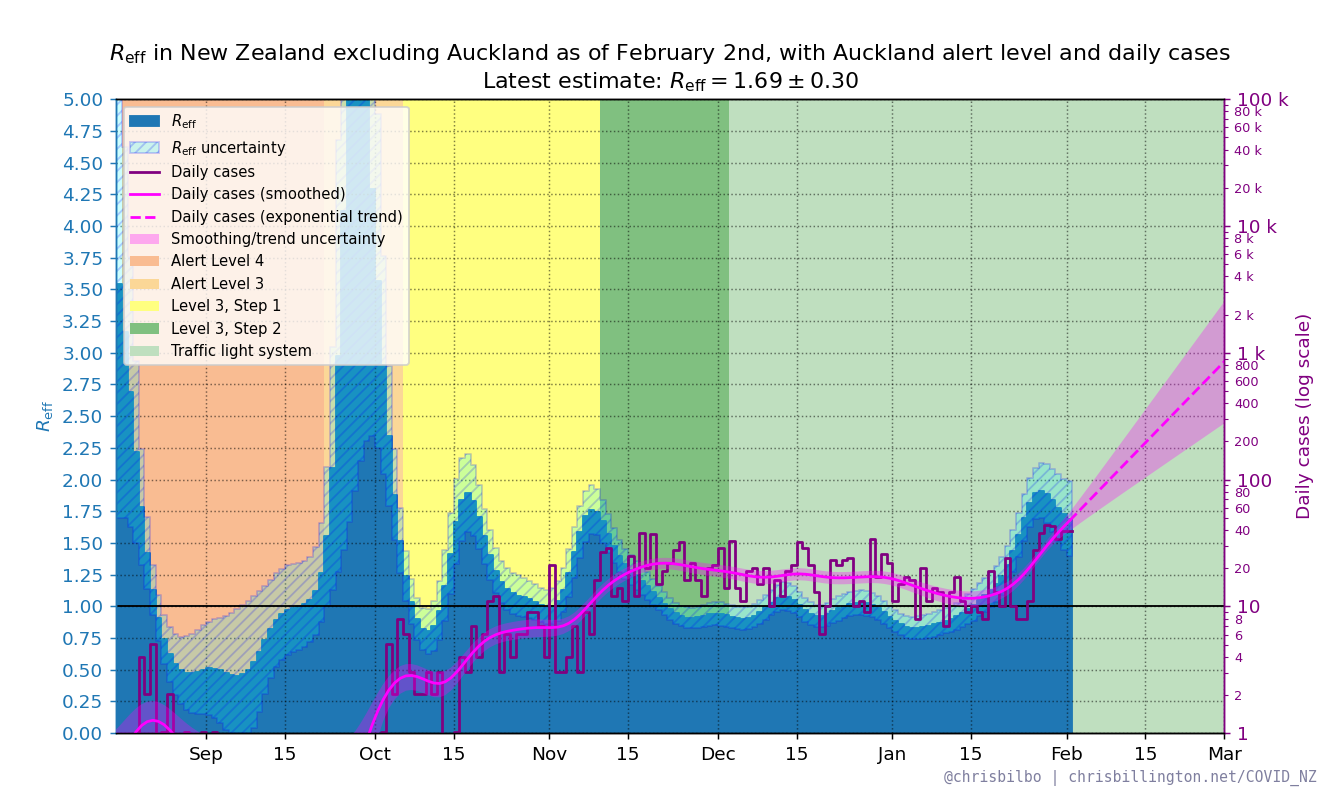 Reff in New Zealand excluding Auckland as of February 2nd, with Auckland alert level and daily cases
Latest estimate: Reff = 1.69 ± 0.30
Reff
Reff uncertainty
Daily cases
Daily cases (smoothed)
Daily cases (exponential trend)
Smoothing/trend uncertainty
Alert Level 4
Alert Level 3
Level 3, Step 1
Level 3, Step 2
Traffic light system
5.00
4.75
4.50
4.25
4.00
3.75
3.50
3.25
3.00
2.75
2.50
2.25
2.00
1.75
1.50
1.25
1.00
0.75
0.50
0.25
0.00
Reff
100 k
80 k
60 k
40 k
20 k
10 k
8 k
6 k
4 k
2 k
1 k
800
600
400
200
100
80
60
40
20
10
8
6
4
2
1
Daily cases (log scale)
Sep 15 Oct 15 Nov 15 Dec 15 Jan 15 Feb 15 Mar
@chrisbilbo | chrisbillington.net/COVID_NZ